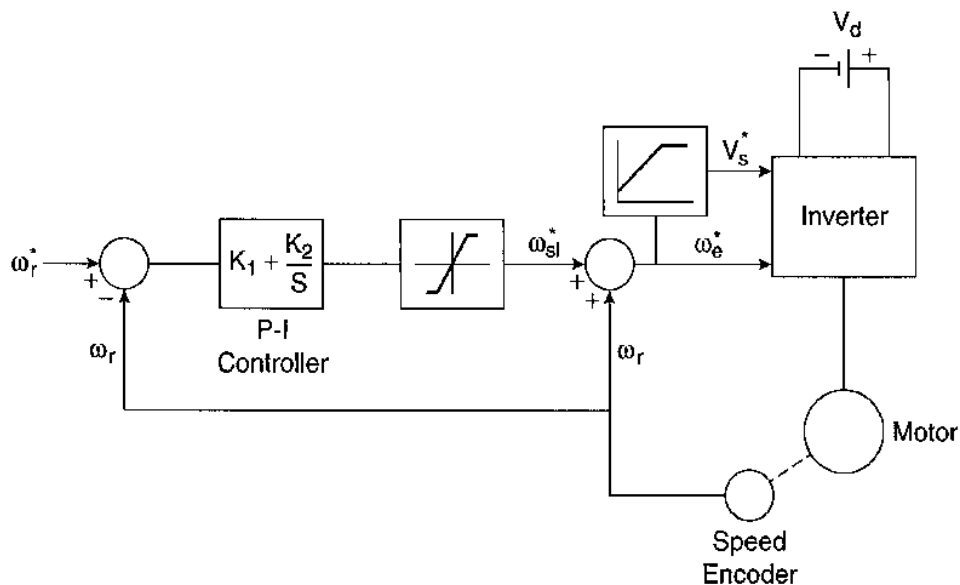 V_d
− +
V_s^*
Inverter
ω_r^*
+
−
K_1 + K_2/S
ω_sl^*
+
+
ω_e^*
P-I
Controller
ω_r
ω_r
Motor
Speed
Encoder